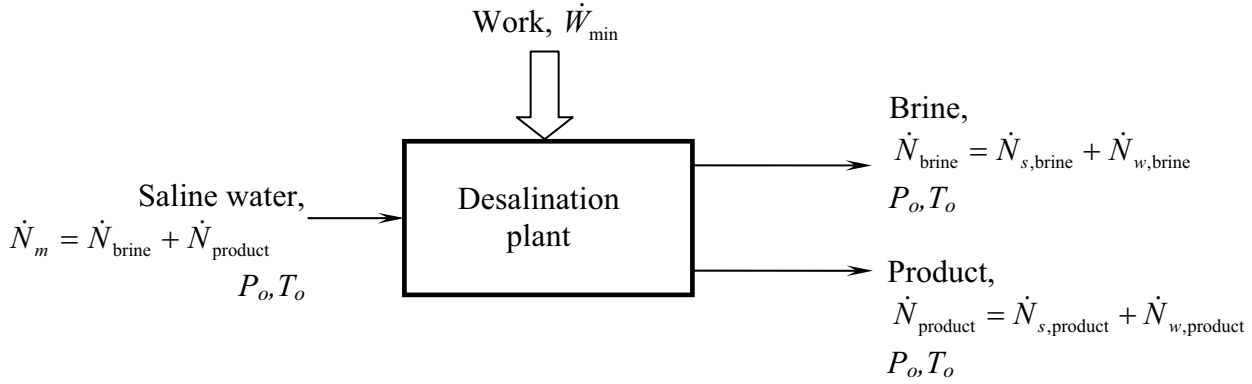 Work, Ẇ_min
Saline water,
Ṅ_m = Ṅ_brine + Ṅ_product
P_o,T_o
Desalination
plant
Brine,
Ṅ_brine = Ṅ_s,brine + Ṅ_w,brine
P_o,T_o
Product,
Ṅ_product = Ṅ_s,product + Ṅ_w,product
P_o,T_o